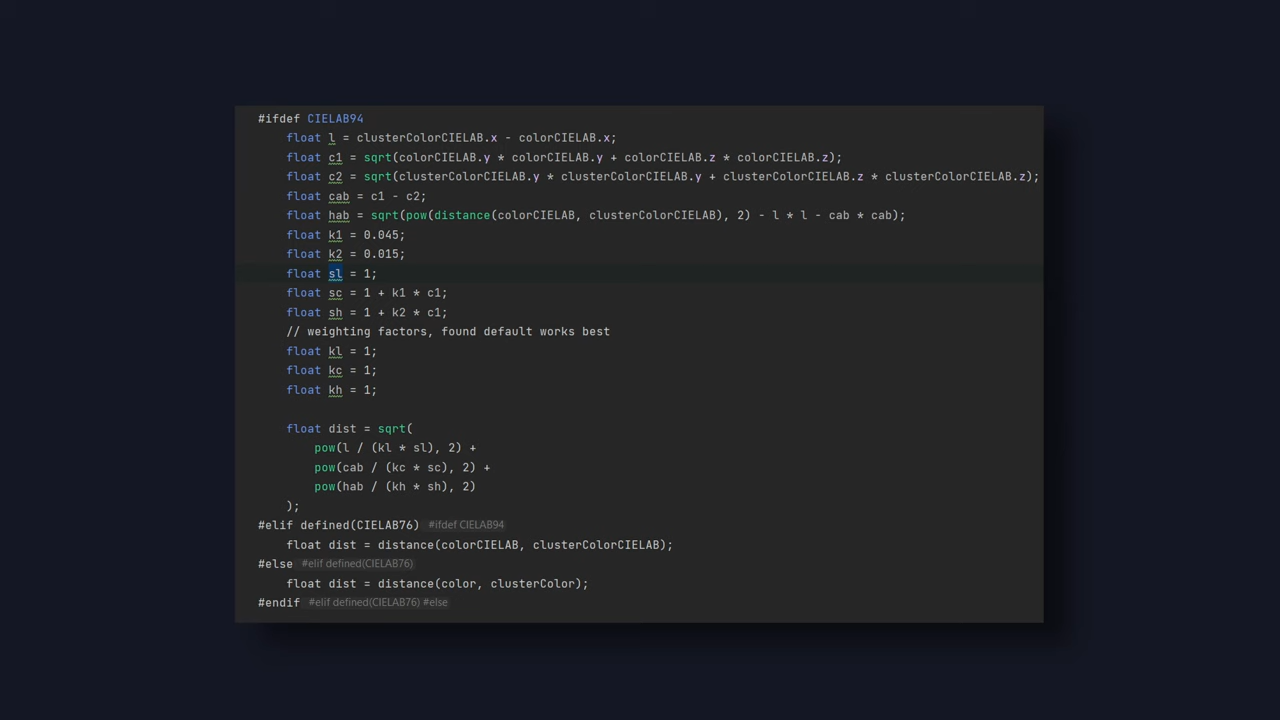 #ifdef CIELAB94
float l = clusterColorCIELAB.x - colorCIELAB.x;
float c1 = sqrt(colorCIELAB.y * colorCIELAB.y + colorCIELAB.z * colorCIELAB.z);
float c2 = sqrt(clusterColorCIELAB.y * clusterColorCIELAB.y + clusterColorCIELAB.z * clusterColorCIELAB.z);
float cab = c1 - c2;
float hab = sqrt(pow(distance(colorCIELAB, clusterColorCIELAB), 2) - l * l - cab * cab);
float k1 = 0.045;
float k2 = 0.015;
float sl = 1;
float sc = 1 + k1 * c1;
float sh = 1 + k2 * c1;
// weighting factors, found default works best
float kl = 1;
float kc = 1;
float kh = 1;
float dist = sqrt(
pow(l / (kl * sl), 2) +
pow(cab / (kc * sc), 2) +
pow(hab / (kh * sh), 2)
);
#elif defined(CIELAB76) #ifdef CIELAB94
float dist = distance(colorCIELAB, clusterColorCIELAB);
#else #elif defined(CIELAB76)
float dist = distance(color, clusterColor);
#endif #elif defined(CIELAB76) #else